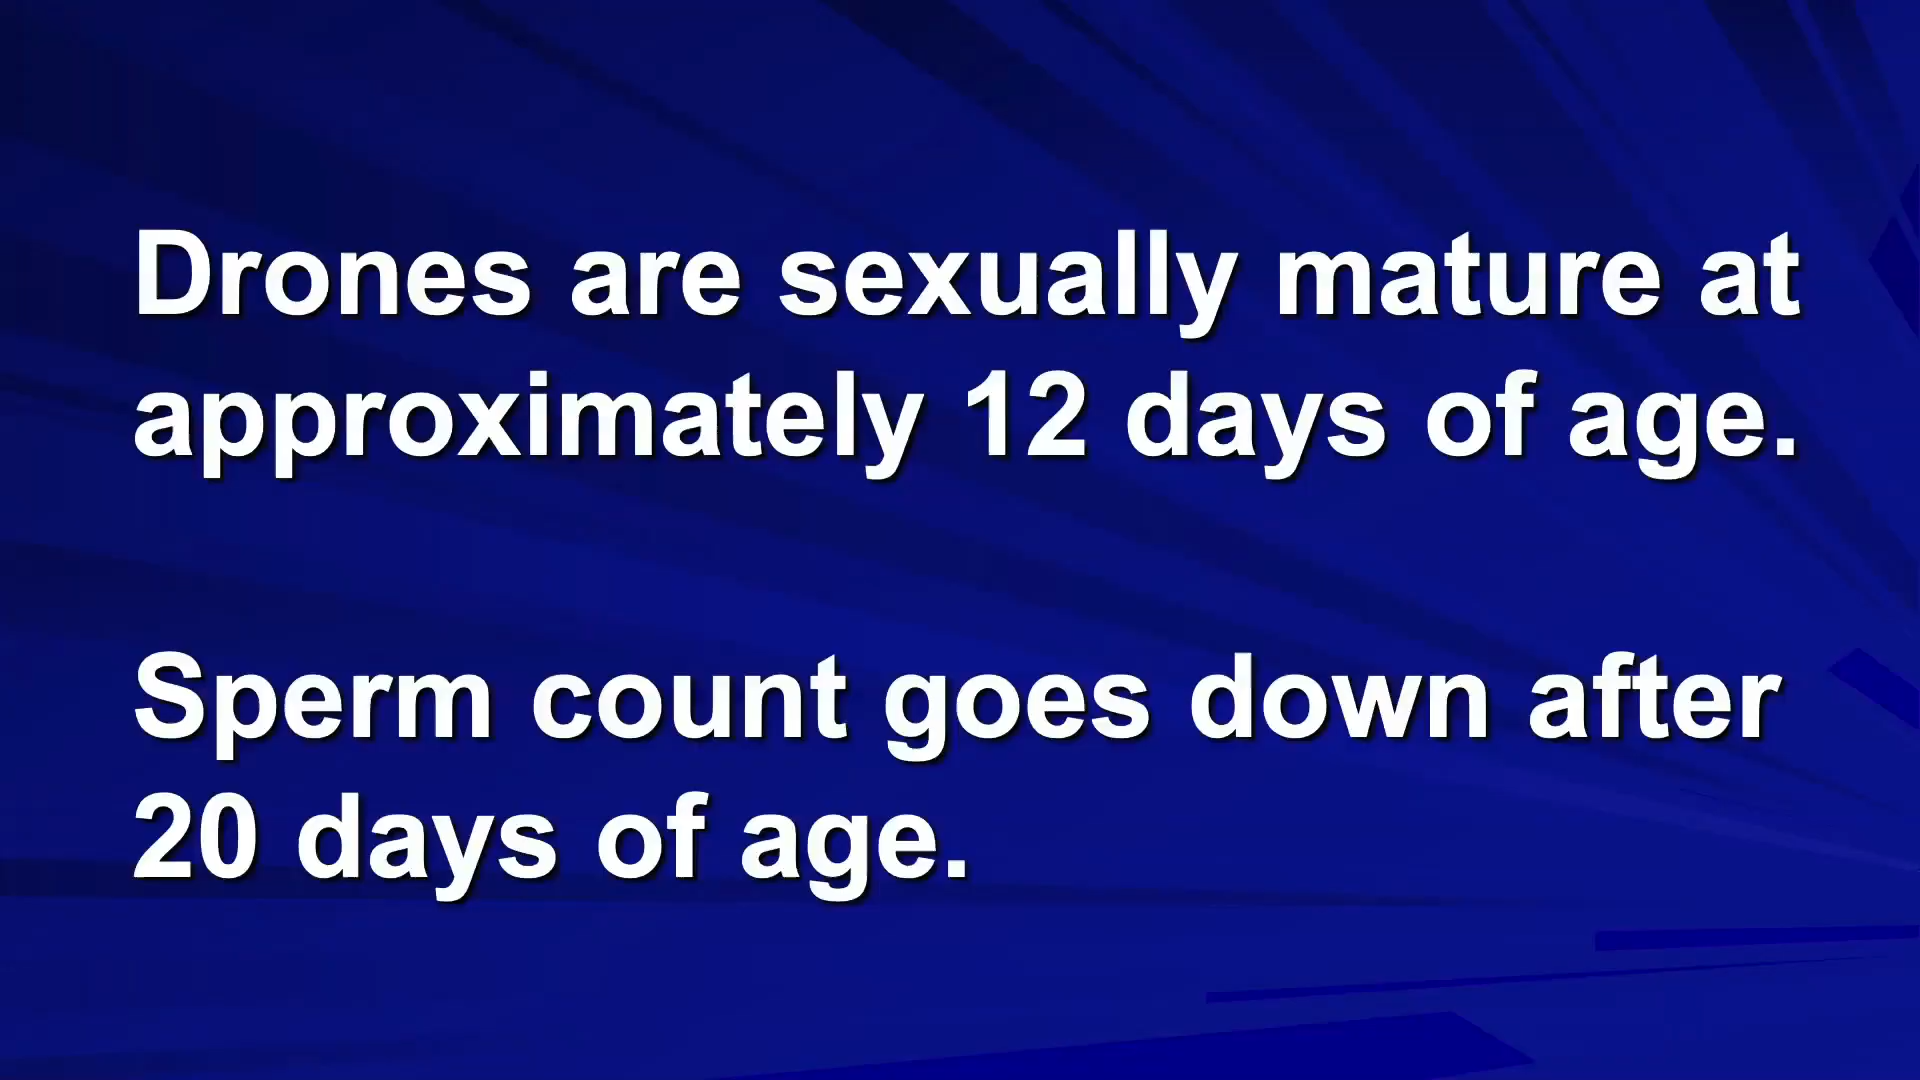 Drones are sexually mature at
approximately 12 days of age.
Sperm count goes down after
20 days of age.